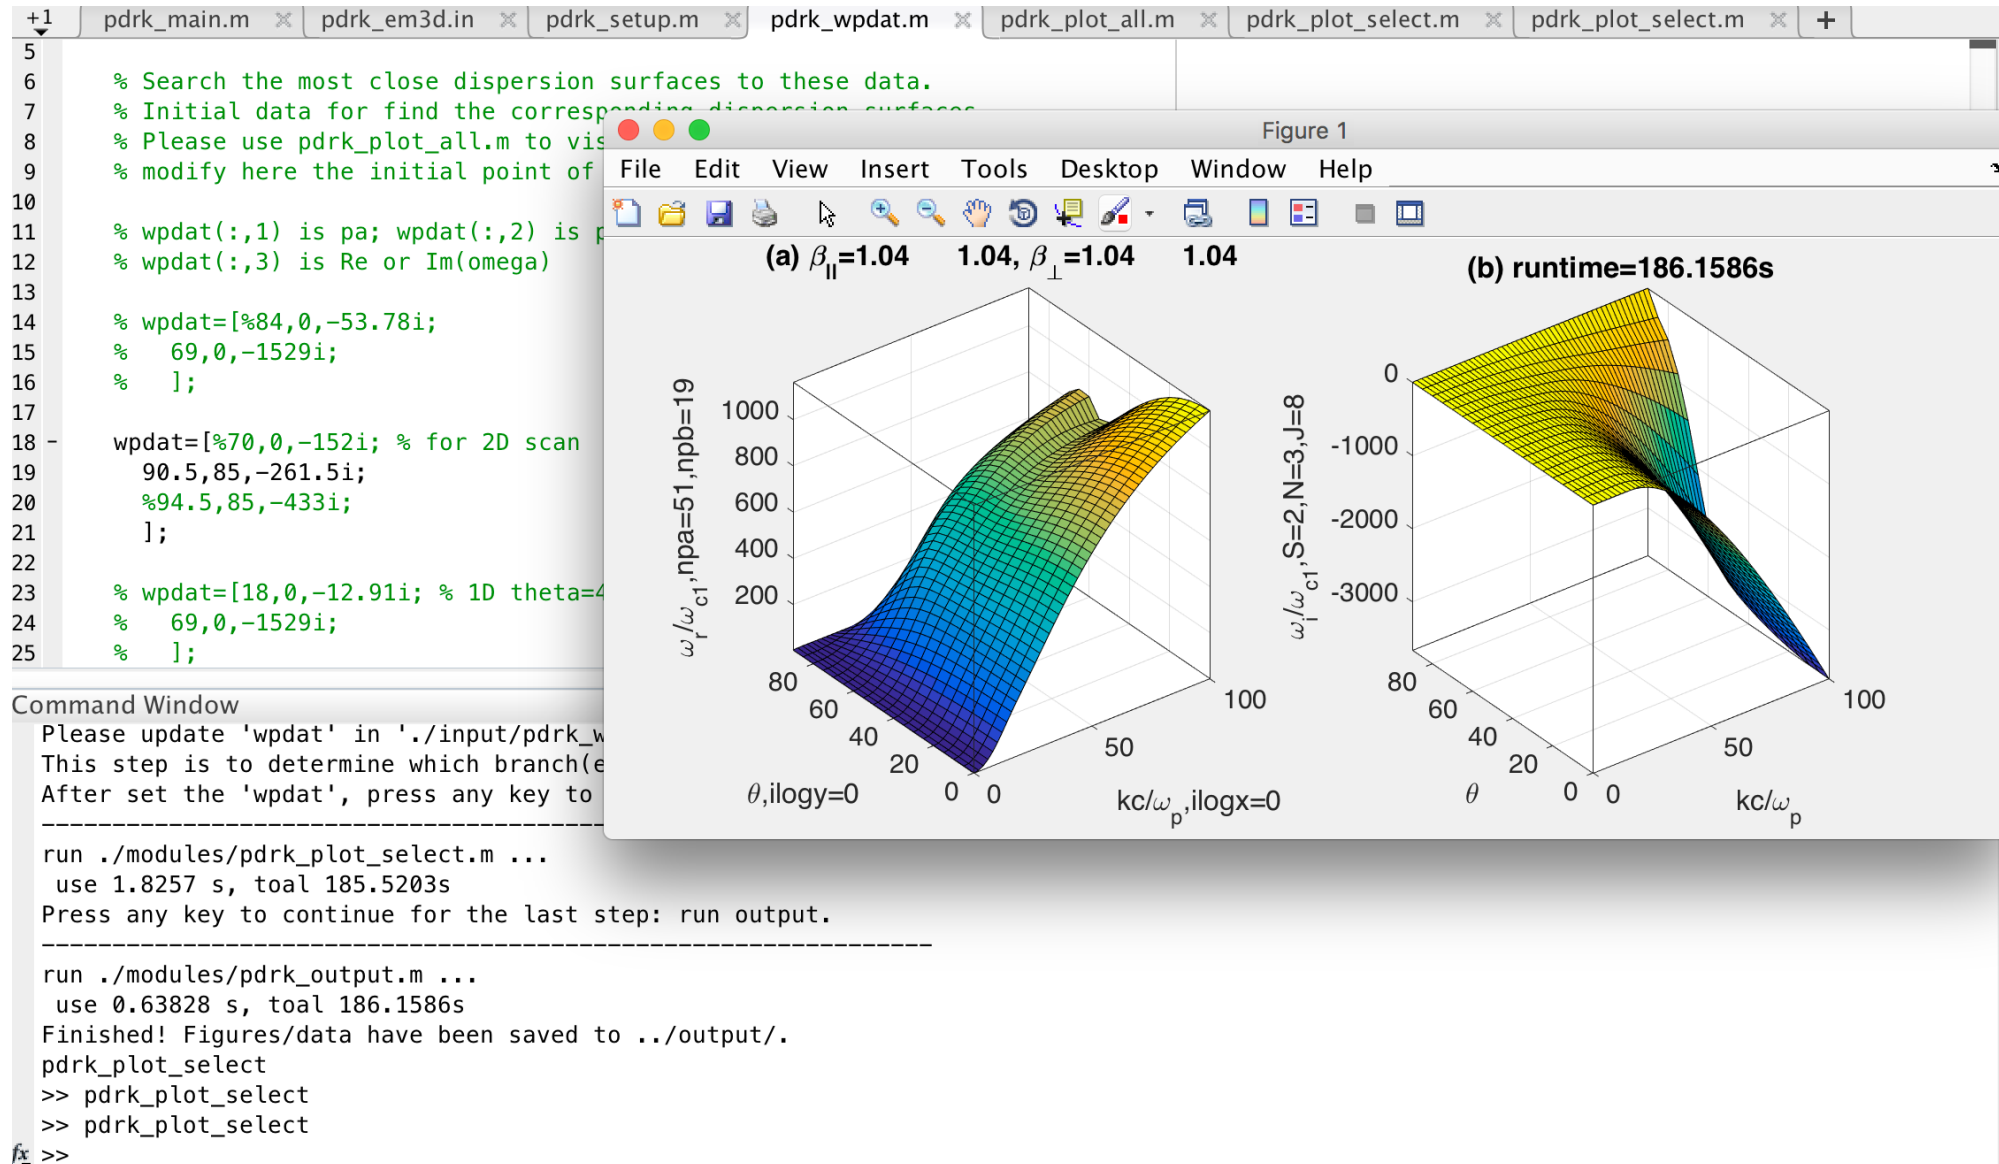 +1 pdrk_main.m pdrk_em3d.in pdrk_setup.m pdrk_wpdat.m pdrk_plot_all.m pdrk_plot_select.m pdrk_plot_select.m +
5
6 % Search the most close dispersion surfaces to these data.
7 % Initial data for find the corresponding dispersion surfaces
8 % Please use pdrk_plot_all.m to vis
9 % modify here the initial point of
10
11 % wpdat(:,1) is pa; wpdat(:,2) is p
12 % wpdat(:,3) is Re or Im(omega)
13
14 % wpdat=[%84,0,-53.78i;
15 % 69,0,-1529i;
16 % ];
17
18 - wpdat=[%70,0,-152i; % for 2D scan
19 90.5,85,-261.5i;
20 %94.5,85,-433i;
21 ];
22
23 % wpdat=[18,0,-12.91i; % 1D theta=4
24 % 69,0,-1529i;
25 % ];
Command Window
Please update 'wpdat' in './input/pdrk_w
This step is to determine which branch(e
After set the 'wpdat', press any key to
---------------------------------------
run ./modules/pdrk_plot_select.m ...
use 1.8257 s, toal 185.5203s
Press any key to continue for the last step: run output.
---------------------------------------------------------------
run ./modules/pdrk_output.m ...
use 0.63828 s, toal 186.1586s
Finished! Figures/data have been saved to ../output/.
pdrk_plot_select
>> pdrk_plot_select
>> pdrk_plot_select
fx >>
Figure 1
File Edit View Insert Tools Desktop Window Help
(a) β||=1.04 1.04, β⊥=1.04 1.04
ωr/ωc1,npa=51,npb=19
1000
800
600
400
200
80
60
40
20
0
0
50
100
θ,ilogy=0
kc/ωp,ilogx=0
(b) runtime=186.1586s
ωi/ωc1,S=2,N=3,J=8
0
-1000
-2000
-3000
80
60
40
20
0
0
50
100
θ
kc/ωp